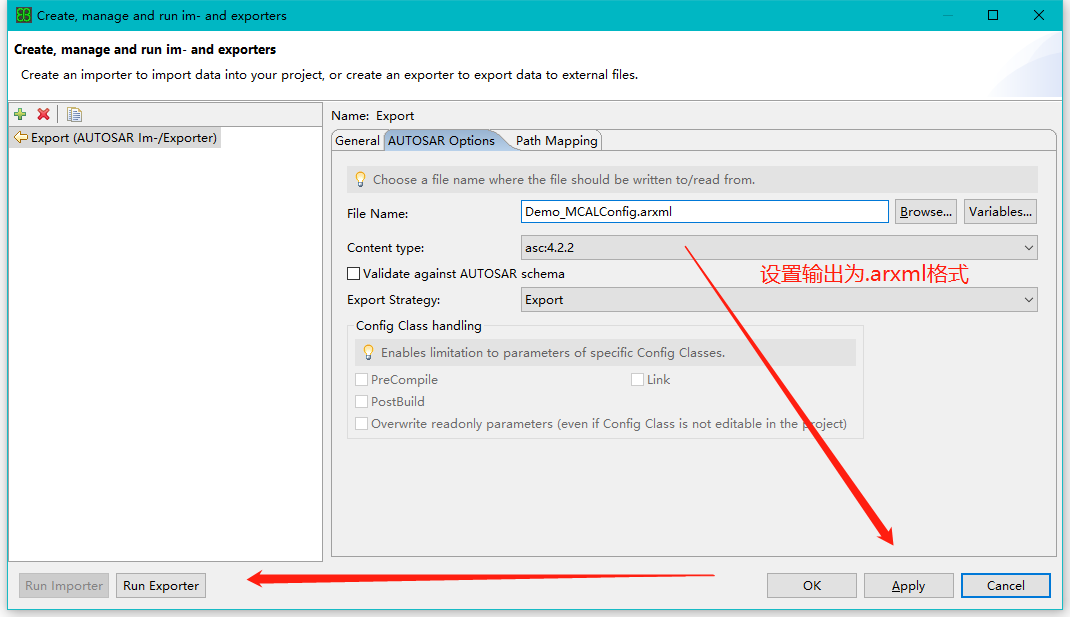 Create, manage and run im- and exporters
Create, manage and run im- and exporters
Create an importer to import data into your project, or create an exporter to export data to external files.
Export (AUTOSAR Im-/Exporter)
Name: Export
General AUTOSAR Options Path Mapping
Choose a file name where the file should be written to/read from.
File Name: Demo_MCALConfig.arxml Browse... Variables...
Content type: asc:4.2.2
设置输出为.arxml格式
Validate against AUTOSAR schema
Export Strategy: Export
Config Class handling
Enables limitation to parameters of specific Config Classes.
PreCompile Link
PostBuild
Overwrite readonly parameters (even if Config Class is not editable in the project)
Run Importer Run Exporter OK Apply Cancel